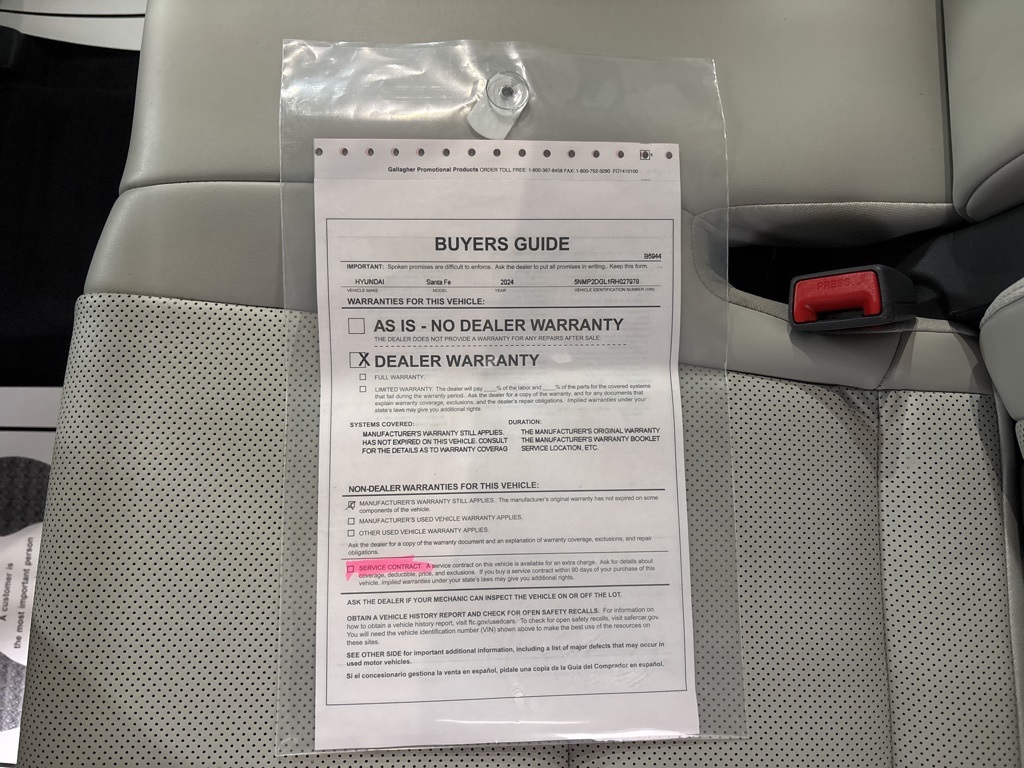 Gallagher Promotional Products ORDER TOLL FREE: 1-800-367-8458 FAX: 1-800-752-3290 FO1410100
BUYERS GUIDE
B5944
IMPORTANT: Spoken promises are difficult to enforce. Ask the dealer to put all promises in writing. Keep this form.
HYUNDAI Santa Fe 2024 5NMP2DGL1RH027978
VEHICLE MAKE MODEL YEAR VEHICLE IDENTIFICATION NUMBER (VIN)
WARRANTIES FOR THIS VEHICLE:
AS IS - NO DEALER WARRANTY
THE DEALER DOES NOT PROVIDE A WARRANTY FOR ANY REPAIRS AFTER SALE.
X DEALER WARRANTY
FULL WARRANTY.
LIMITED WARRANTY. The dealer will pay ____% of the labor and ____% of the parts for the covered systems
that fail during the warranty period. Ask the dealer for a copy of the warranty, and for any documents that
explain warranty coverage, exclusions, and the dealer's repair obligations. Implied warranties under your
state's laws may give you additional rights.
SYSTEMS COVERED: DURATION:
MANUFACTURER'S WARRANTY STILL APPLIES. THE MANUFACTURER'S ORIGINAL WARRANTY
HAS NOT EXPIRED ON THIS VEHICLE. CONSULT THE MANUFACTURER'S WARRANTY BOOKLET
FOR THE DETAILS AS TO WARRANTY COVERAG SERVICE LOCATION, ETC.
NON-DEALER WARRANTIES FOR THIS VEHICLE:
MANUFACTURER'S WARRANTY STILL APPLIES. The manufacturer's original warranty has not expired on some
components of the vehicle.
MANUFACTURER'S USED VEHICLE WARRANTY APPLIES.
OTHER USED VEHICLE WARRANTY APPLIES.
Ask the dealer for a copy of the warranty document and an explanation of warranty coverage, exclusions, and repair
obligations.
SERVICE CONTRACT. A service contract on this vehicle is available for an extra charge. Ask for details about
coverage, deductible, price, and exclusions. If you buy a service contract within 90 days of your purchase of this
vehicle, implied warranties under your state's laws may give you additional rights.
ASK THE DEALER IF YOUR MECHANIC CAN INSPECT THE VEHICLE ON OR OFF THE LOT.
OBTAIN A VEHICLE HISTORY REPORT AND CHECK FOR OPEN SAFETY RECALLS. For information on
how to obtain a vehicle history report, visit ftc.gov/usedcars. To check for open safety recalls, visit safercar.gov.
You will need the vehicle identification number (VIN) shown above to make the best use of the resources on
these sites.
SEE OTHER SIDE for important additional information, including a list of major defects that may occur in
used motor vehicles.
Si el concesionario gestiona la venta en español, pídale una copia de la Guía del Comprador en español.
PRESS
A customer is
the most important person